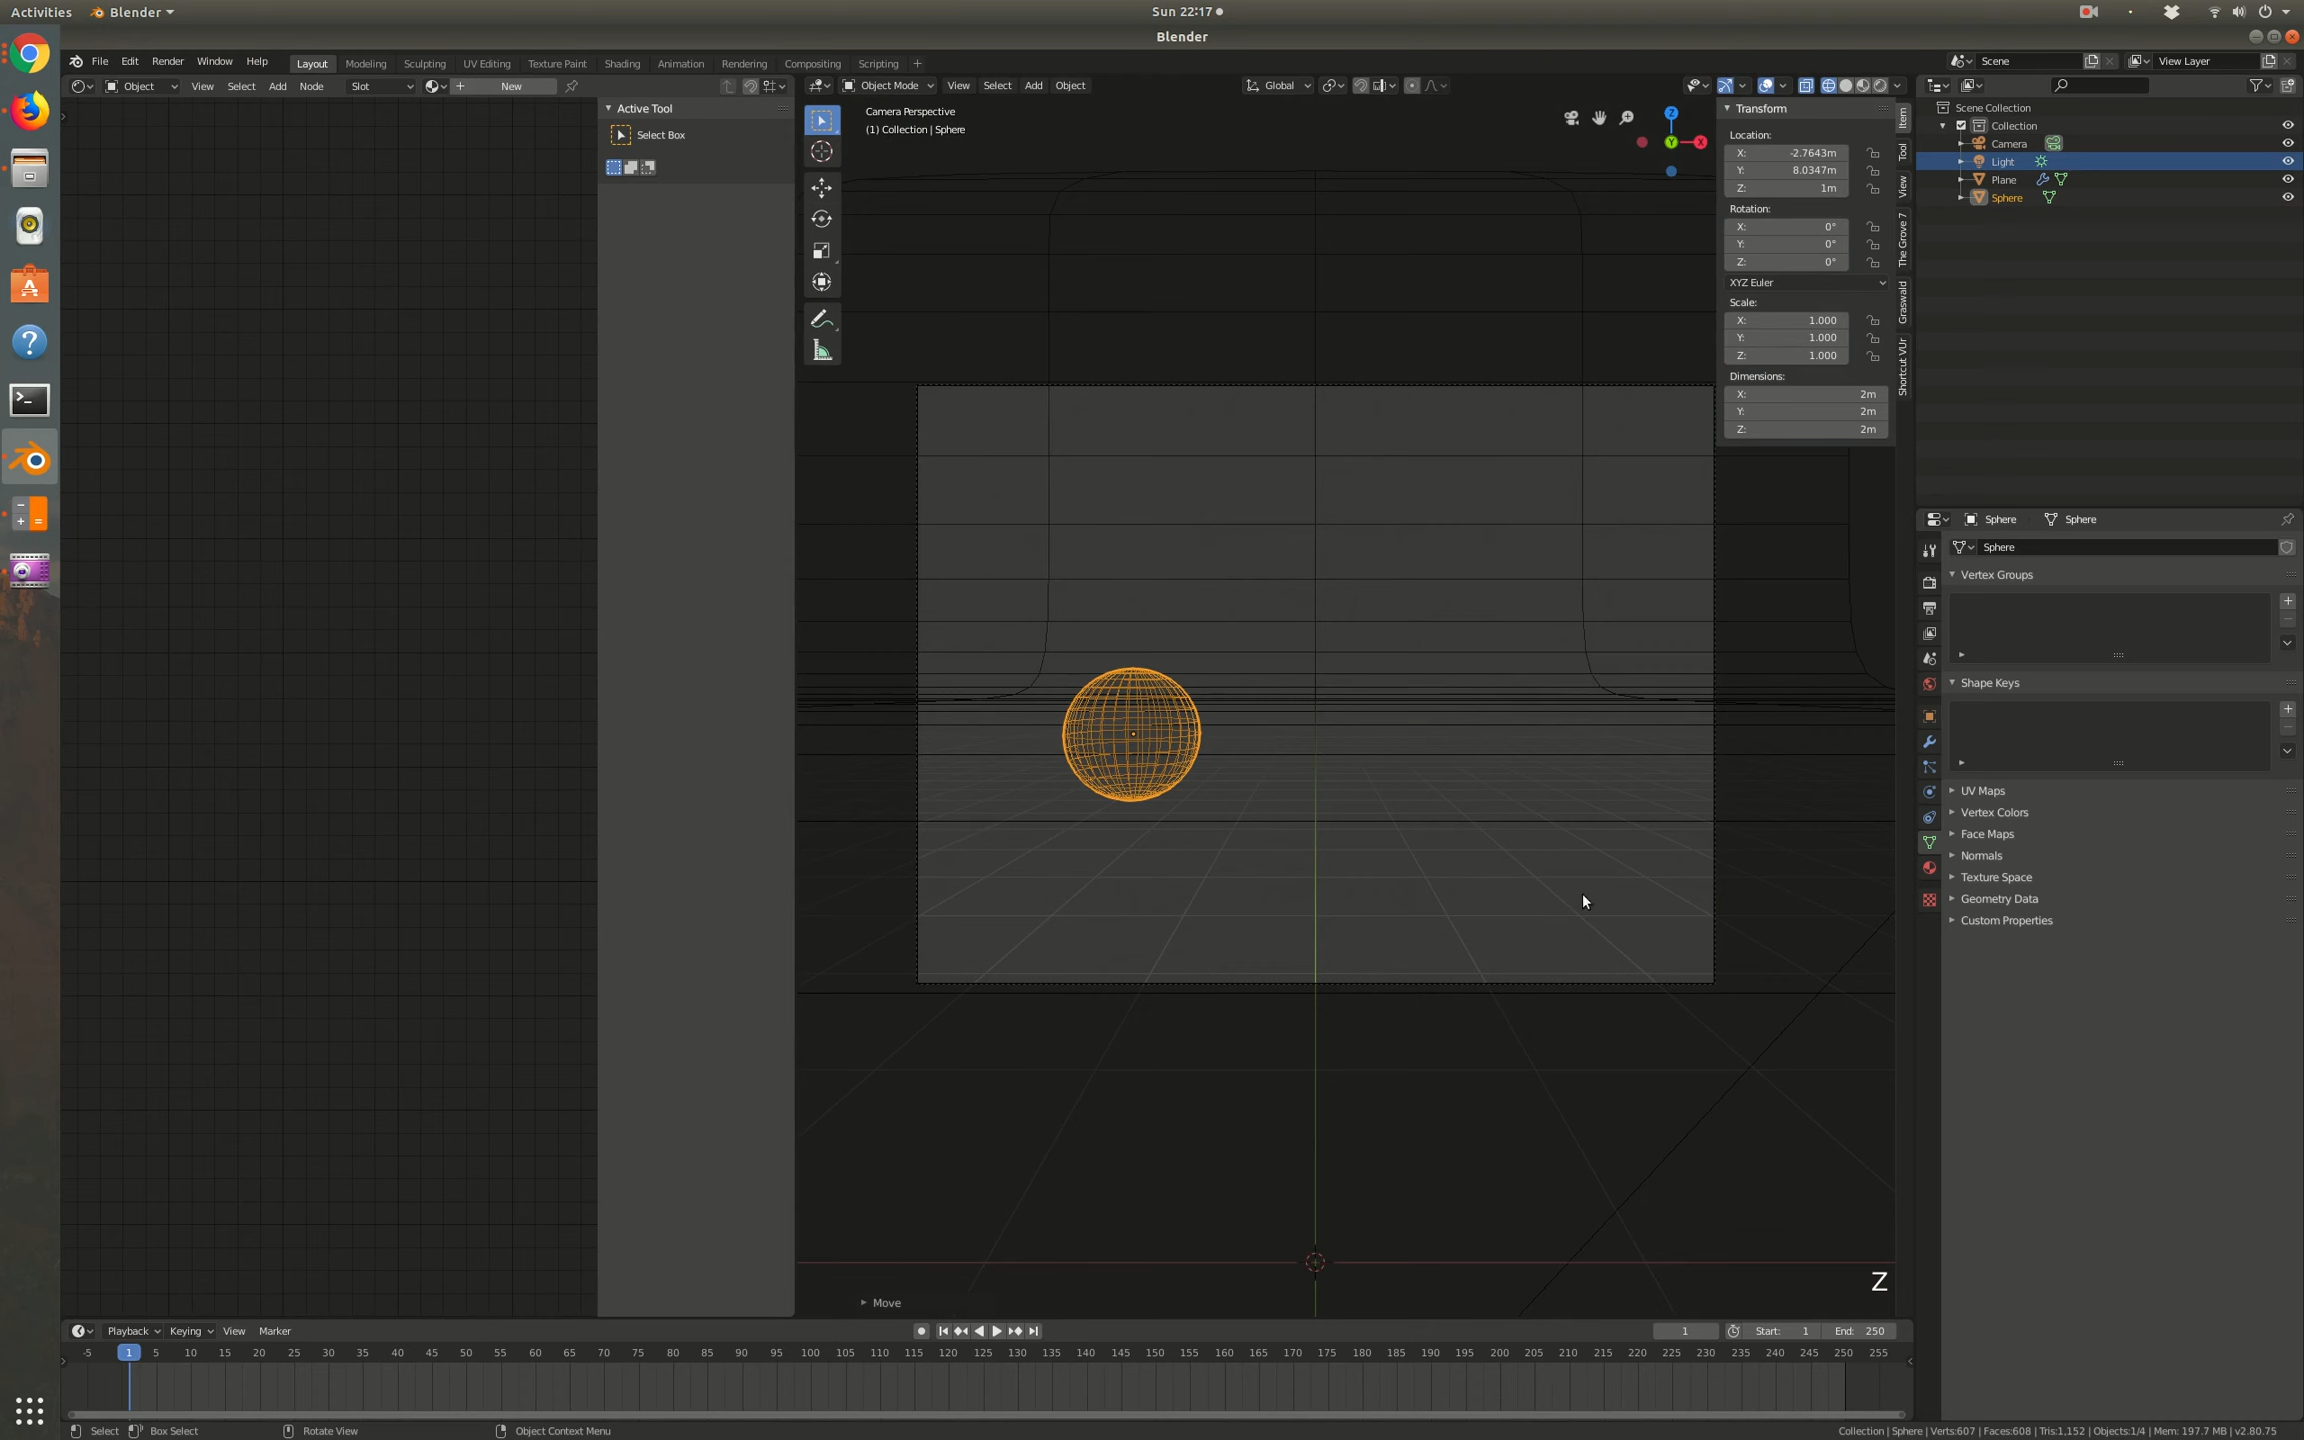 Activities Blender Sun 22:17
Blender
File Edit Render Window Help Layout Modeling Sculpting UV Editing Texture Paint Shading Animation Rendering Compositing Scripting + Scene View Layer
Object View Select Add Node Slot New Object Mode View Select Add Object Global
Active Tool
Select Box
Camera Perspective
(1) Collection | Sphere
Z
Y
X
Transform
Location:
X: -2.7643m
Y: 8.0347m
Z: 1m
Rotation:
X: 0°
Y: 0°
Z: 0°
XYZ Euler
Scale:
X: 1.000
Y: 1.000
Z: 1.000
Dimensions:
X: 2m
Y: 2m
Z: 2m
Item
Tool
View
The Grove 7
Graswald
Shortcut VUr
Scene Collection
Collection
Camera
Light
Plane
Sphere
Sphere Sphere
Sphere
Vertex Groups
Shape Keys
UV Maps
Vertex Colors
Face Maps
Normals
Texture Space
Geometry Data
Custom Properties
Z
Move
Playback Keying View Marker 1 Start: 1 End: 250
-5 1 5 10 15 20 25 30 35 40 45 50 55 60 65 70 75 80 85 90 95 100 105 110 115 120 125 130 135 140 145 150 155 160 165 170 175 180 185 190 195 200 205 210 215 220 225 230 235 240 245 250 255
Select Box Select Rotate View Object Context Menu Collection | Sphere | Verts:607 | Faces:608 | Tris:1,152 | Objects:1/4 | Mem: 197.7 MB | v2.80.75